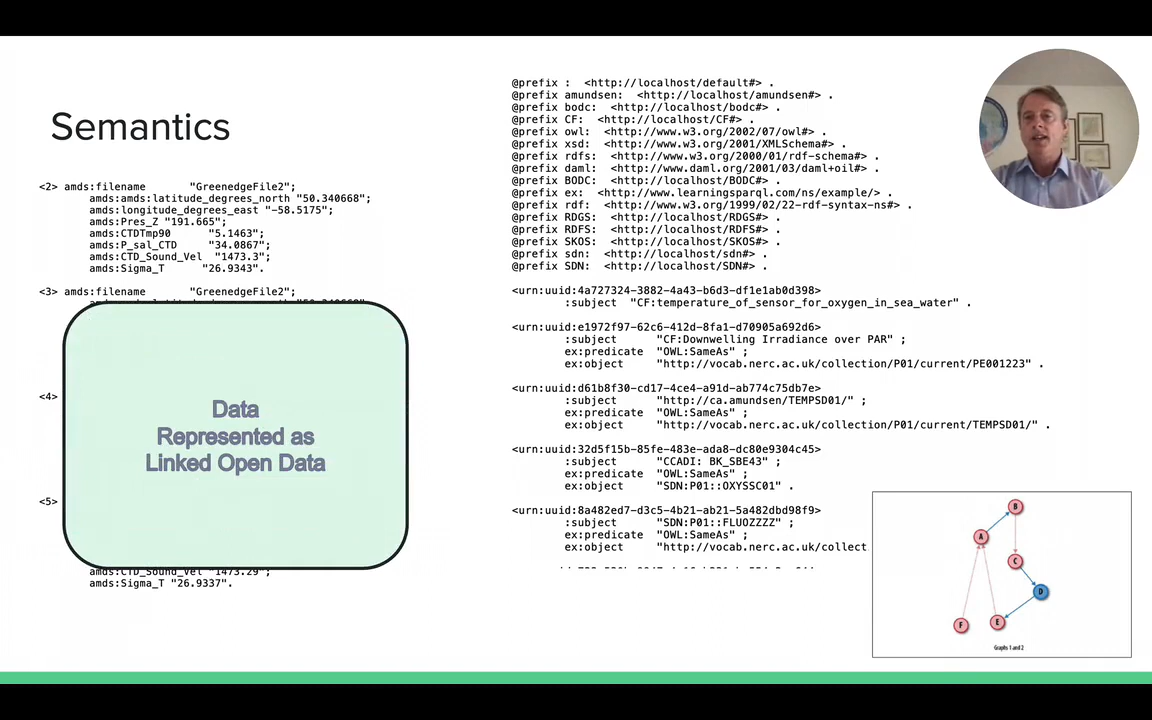 Semantics
<2> amds:filename "GreenedgeFile2";
amds:amds:latitude_degrees_north "50.340668";
amds:longitude_degrees_east "-58.5175";
amds:Pres_Z "191.665";
amds:CTDTmp90 "5.1463";
amds:P_sal_CTD "34.0867";
amds:CTD_Sound_Vel "1473.3";
amds:Sigma_T "26.9343".
<3> amds:filename "GreenedgeFile2";
<4>
<5>
Data
Represented as
Linked Open Data
amds:CTD_Sound_Vel "1473.29";
amds:Sigma_T "26.9337".
@prefix : <http://localhost/default#> .
@prefix amundsen: <http://localhost/amundsen#> .
@prefix bodc: <http://localhost/bodc#> .
@prefix CF: <http://localhost/CF#> .
@prefix owl: <http://www.w3.org/2002/07/owl#> .
@prefix xsd: <http://www.w3.org/2001/XMLSchema#> .
@prefix rdfs: <http://www.w3.org/2000/01/rdf-schema#> .
@prefix daml: <http://www.daml.org/2001/03/daml+oil#> .
@prefix BODC: <http://localhost/BODC#> .
@prefix ex: <http://www.learningsparql.com/ns/example/> .
@prefix rdf: <http://www.w3.org/1999/02/22-rdf-syntax-ns#> .
@prefix RDGS: <http://localhost/RDGS#> .
@prefix RDFS: <http://localhost/RDFS#> .
@prefix SKOS: <http://localhost/SKOS#> .
@prefix sdn: <http://localhost/sdn#> .
@prefix SDN: <http://localhost/SDN#> .
<urn:uuid:4a727324-3882-4a43-b6d3-df1e1ab0d398>
:subject "CF:temperature_of_sensor_for_oxygen_in_sea_water" .
<urn:uuid:e1972f97-62c6-412d-8fa1-d70905a692d6>
:subject "CF:Downwelling Irradiance over PAR" ;
ex:predicate "OWL:SameAs" ;
ex:object "http://vocab.nerc.ac.uk/collection/P01/current/PE001223" .
<urn:uuid:d61b8f30-cd17-4ce4-a91d-ab774c75db7e>
:subject "http://ca.amundsen/TEMPSD01/" ;
ex:predicate "OWL:SameAs" ;
ex:object "http://vocab.nerc.ac.uk/collection/P01/current/TEMPSD01/" .
<urn:uuid:32d5f15b-85fe-483e-ada8-dc80e9304c45>
:subject "CCADI: BK_SBE43" ;
ex:predicate "OWL:SameAs" ;
ex:object "SDN:P01::OXYSSC01" .
<urn:uuid:8a482ed7-d3c5-4b21-ab21-5a482dbd98f9>
:subject "SDN:P01::FLUOZZZZ" ;
ex:predicate "OWL:SameAs" ;
ex:object "http://vocab.nerc.ac.uk/collect
B
A
C
D
F
E
Graphs 1 and 2